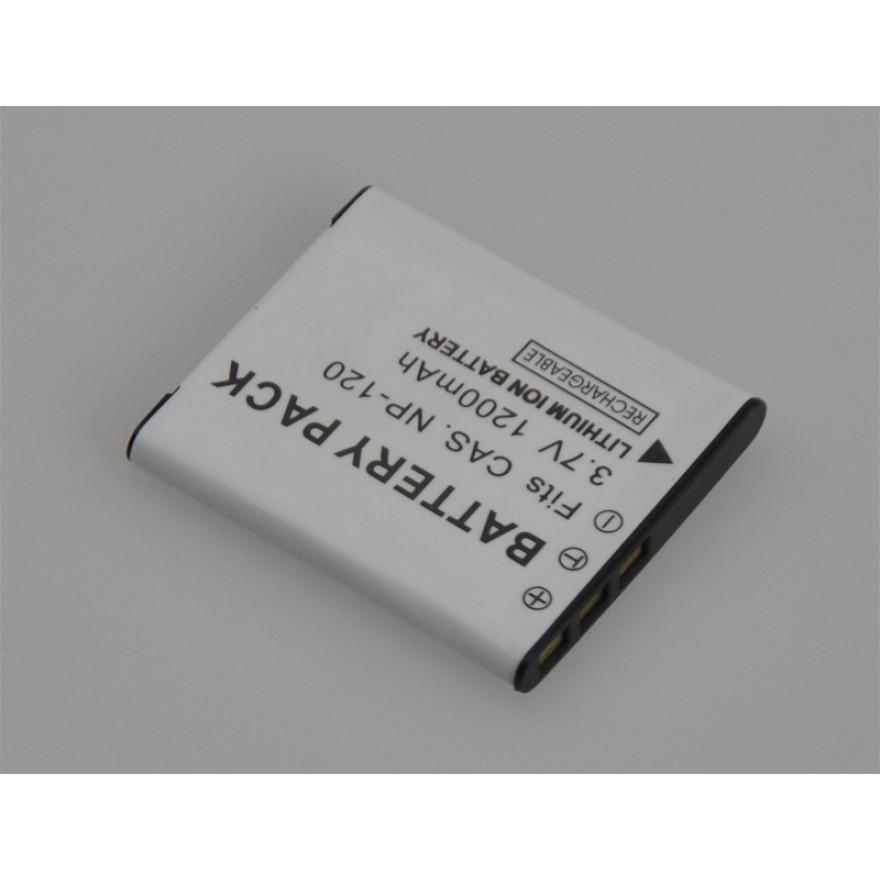 BATTERY PACK
Fits CAS. NP-120
3.7V 1200mAh
LITHIUM ION BATTERY
RECHARGEABLE
+ T −